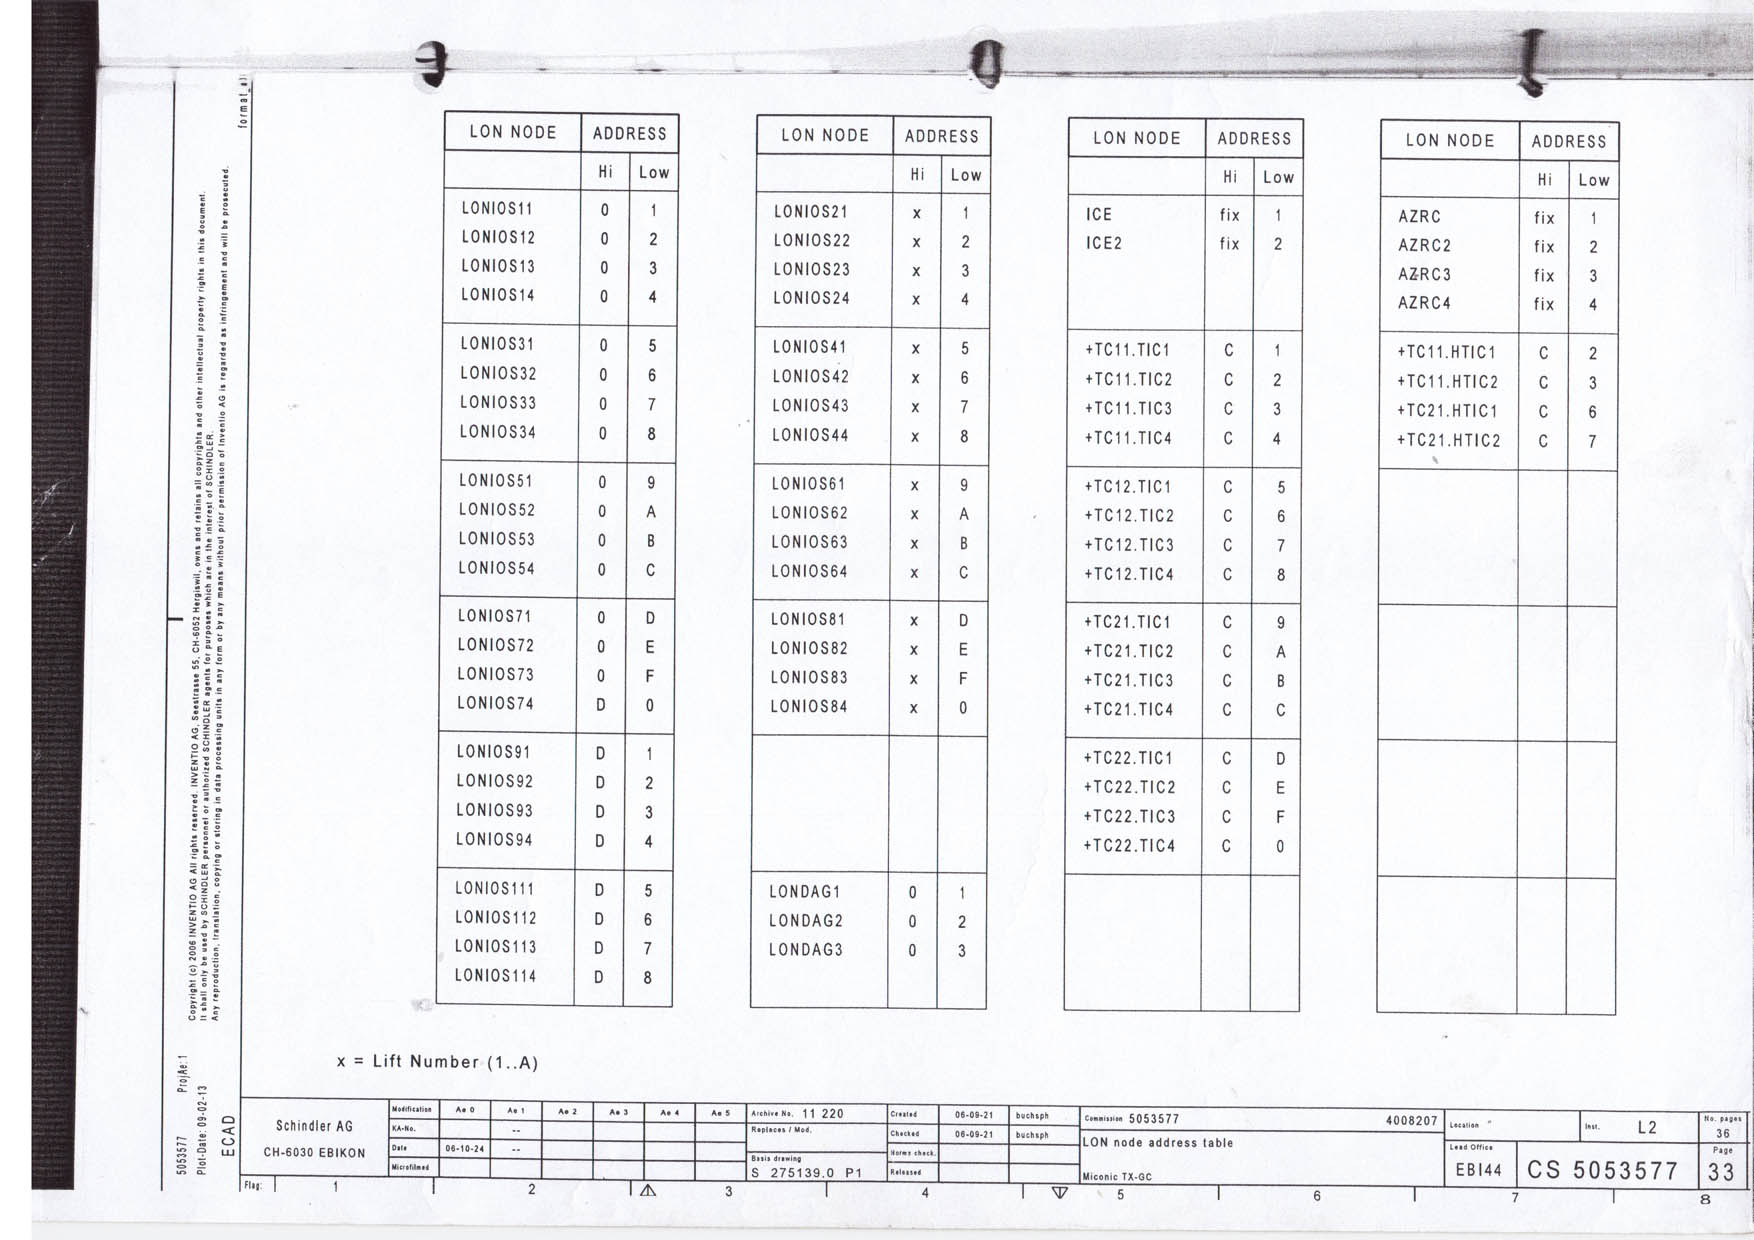 format_a3
LON NODE ADDRESS
Hi Low
LONIOS11 0 1
LONIOS12 0 2
LONIOS13 0 3
LONIOS14 0 4
LONIOS31 0 5
LONIOS32 0 6
LONIOS33 0 7
LONIOS34 0 8
LONIOS51 0 9
LONIOS52 0 A
LONIOS53 0 B
LONIOS54 0 C
LONIOS71 0 D
LONIOS72 0 E
LONIOS73 0 F
LONIOS74 D 0
LONIOS91 D 1
LONIOS92 D 2
LONIOS93 D 3
LONIOS94 D 4
LONIOS111 D 5
LONIOS112 D 6
LONIOS113 D 7
LONIOS114 D 8
LON NODE ADDRESS
Hi Low
LONIOS21 x 1
LONIOS22 x 2
LONIOS23 x 3
LONIOS24 x 4
LONIOS41 x 5
LONIOS42 x 6
LONIOS43 x 7
LONIOS44 x 8
LONIOS61 x 9
LONIOS62 x A
LONIOS63 x B
LONIOS64 x C
LONIOS81 x D
LONIOS82 x E
LONIOS83 x F
LONIOS84 x 0
LONDAG1 0 1
LONDAG2 0 2
LONDAG3 0 3
LON NODE ADDRESS
Hi Low
ICE fix 1
ICE2 fix 2
+TC11.TIC1 C 1
+TC11.TIC2 C 2
+TC11.TIC3 C 3
+TC11.TIC4 C 4
+TC12.TIC1 C 5
+TC12.TIC2 C 6
+TC12.TIC3 C 7
+TC12.TIC4 C 8
+TC21.TIC1 C 9
+TC21.TIC2 C A
+TC21.TIC3 C B
+TC21.TIC4 C C
+TC22.TIC1 C D
+TC22.TIC2 C E
+TC22.TIC3 C F
+TC22.TIC4 C 0
LON NODE ADDRESS
Hi Low
AZRC fix 1
AZRC2 fix 2
AZRC3 fix 3
AZRC4 fix 4
+TC11.HTIC1 C 2
+TC11.HTIC2 C 3
+TC21.HTIC1 C 6
+TC21.HTIC2 C 7
x = Lift Number (1..A)
Copyright (c) 2006 INVENTIO AG All rights reserved. INVENTIO AG, Seestrasse 55, CH-6052 Hergiswil, owns and retains all copyrights and other intellectual property rights in this document.
It shall only be used by SCHINDLER personnel or authorized SCHINDLER agents for purposes which are in the interest of SCHINDLER.
Any reproduction, translation, copying or storing in data processing units in any form or by any means without prior permission of Inventio AG is regarded as infringement and will be prosecuted.
5053577 ProjAe:1
Plot-Date: 09-02-13
ECAD
Schindler AG
CH-6030 EBIKON
Modification Ae 0 Ae 1 Ae 2 Ae 3 Ae 4 Ae 5
KA-No. --
Date 06-10-24 --
Microfilmed
Archive No. 11 220
Replaces / Mod.
Basis drawing
S 275139.0 P1
Created 06-09-21 buchsph
Checked 06-09-21 buchsph
Norms check.
Released
Commission 5053577 4008207
LON node address table
Miconic TX-GC
Location
Inst. L2
Lead Office
EBI44
CS 5053577
No. pages
36
Page
33
Flag: 1 2 3 4 5 6 7 8